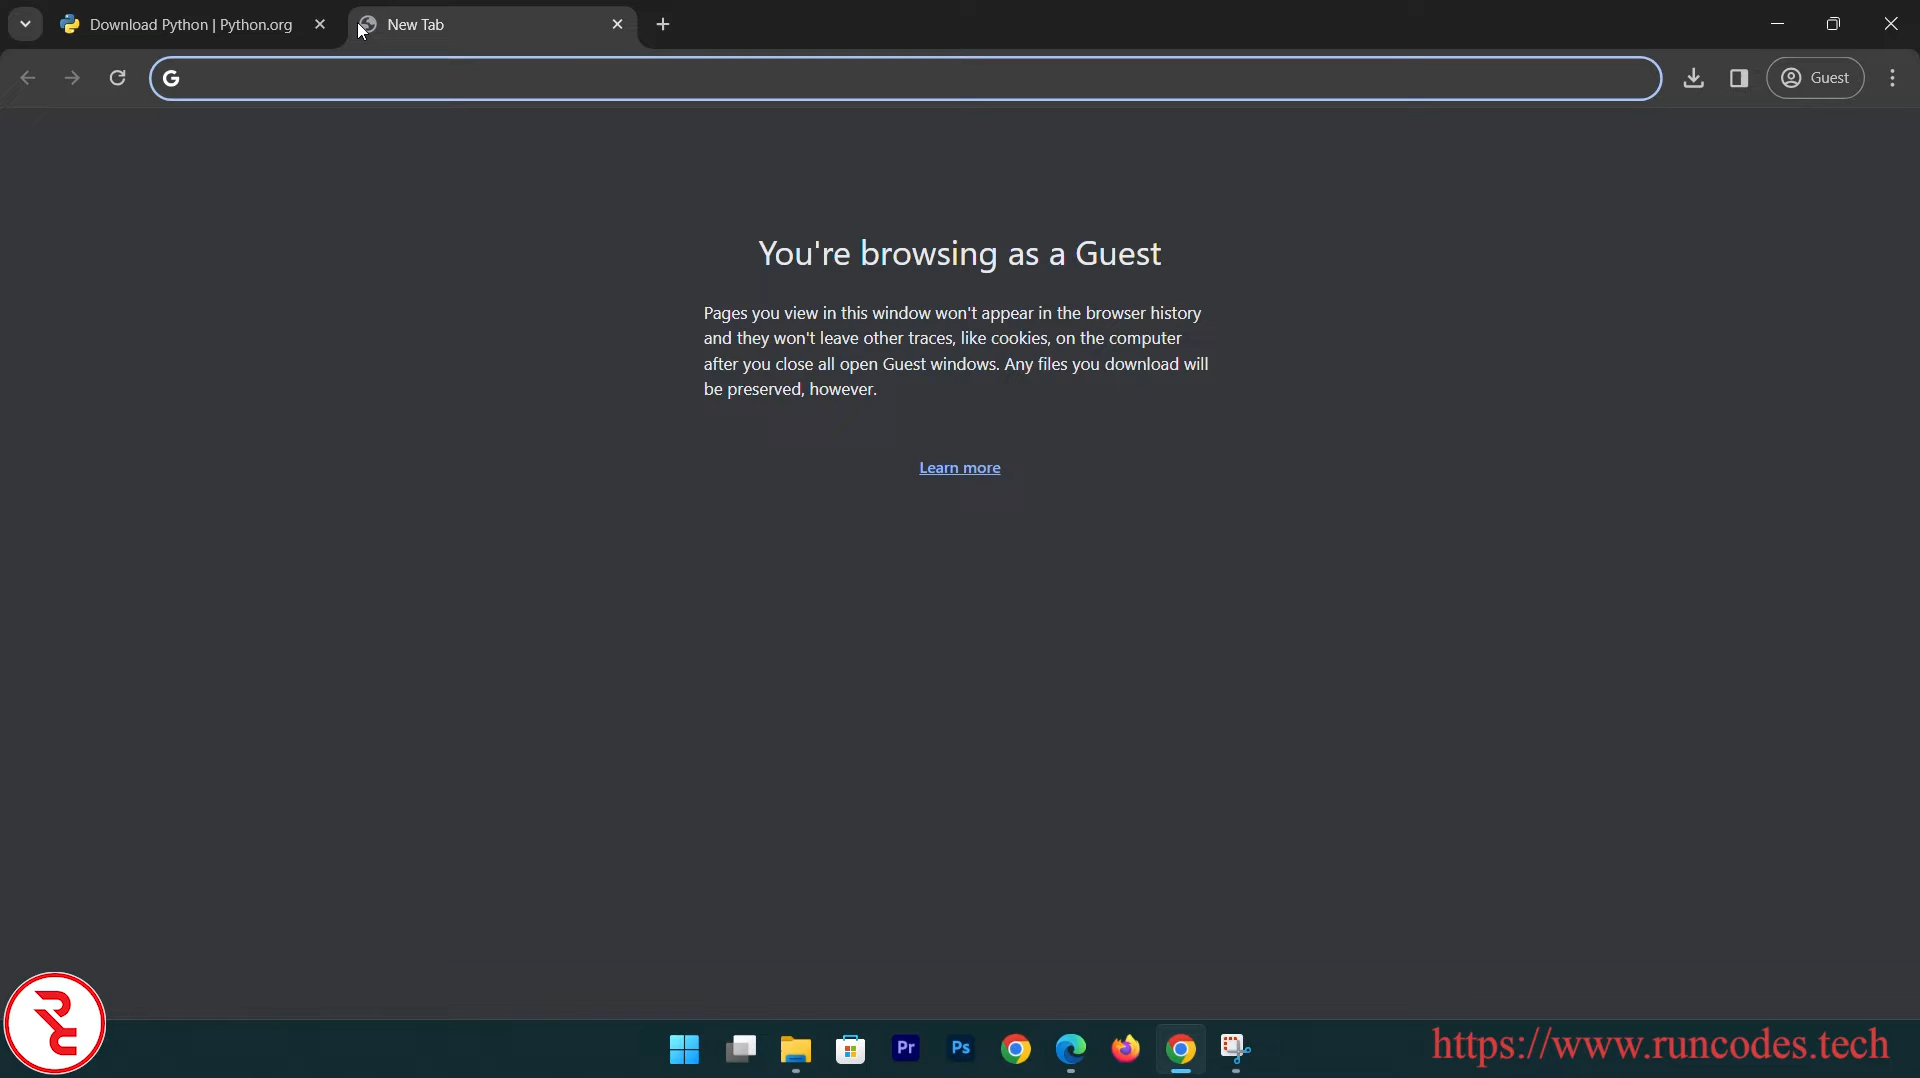 Download Python | Python.org
New Tab
G
Guest
You're browsing as a Guest
Pages you view in this window won't appear in the browser history
and they won't leave other traces, like cookies, on the computer
after you close all open Guest windows. Any files you download will
be preserved, however.
Learn more
Pr
Ps
https://www.runcodes.tech